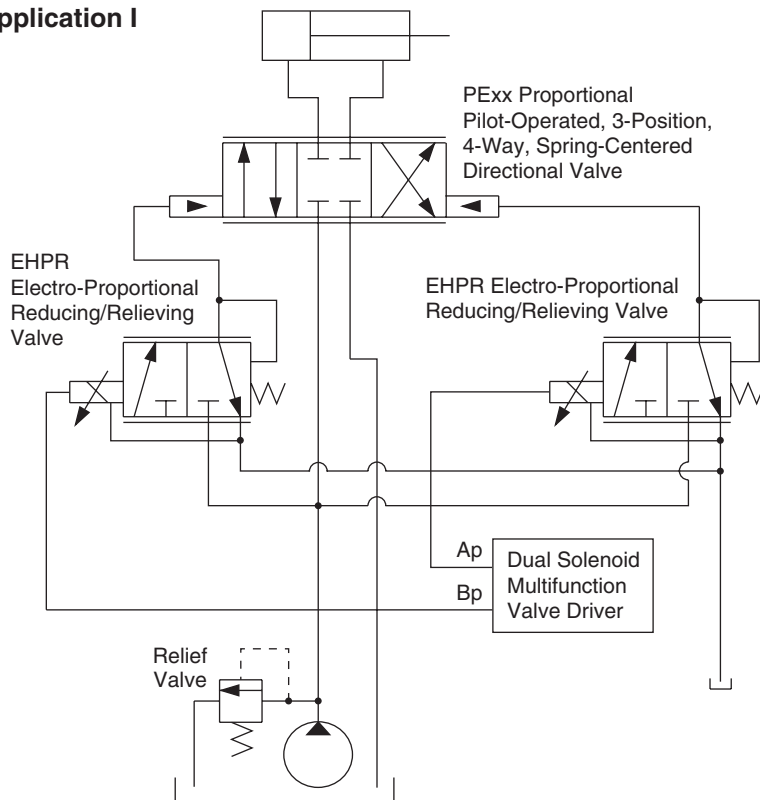 pplication I
PExx Proportional
Pilot-Operated, 3-Position,
4-Way, Spring-Centered
Directional Valve
EHPR
Electro-Proportional
Reducing/Relieving
Valve
EHPR Electro-Proportional
Reducing/Relieving Valve
Ap
Bp
Dual Solenoid
Multifunction
Valve Driver
Relief
Valve